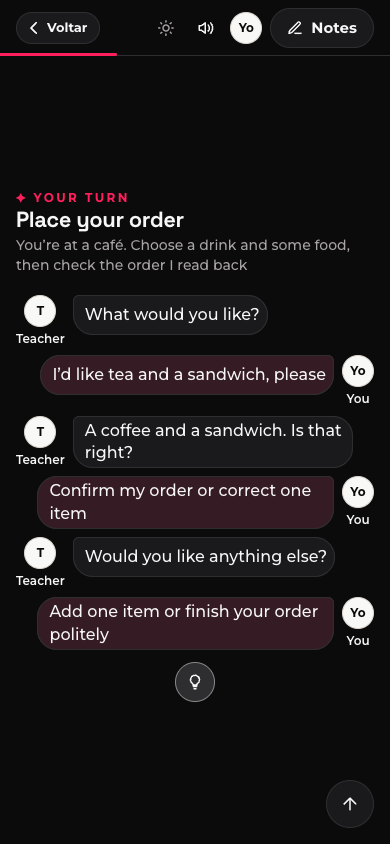 Voltar
Yo
Notes
YOUR TURN
Place your order
You're at a café. Choose a drink and some food,
then check the order I read back
T
Teacher
What would you like?
I'd like tea and a sandwich, please
Yo
You
T
Teacher
A coffee and a sandwich. Is that
right?
Confirm my order or correct one
item
Yo
You
T
Teacher
Would you like anything else?
Add one item or finish your order
politely
Yo
You